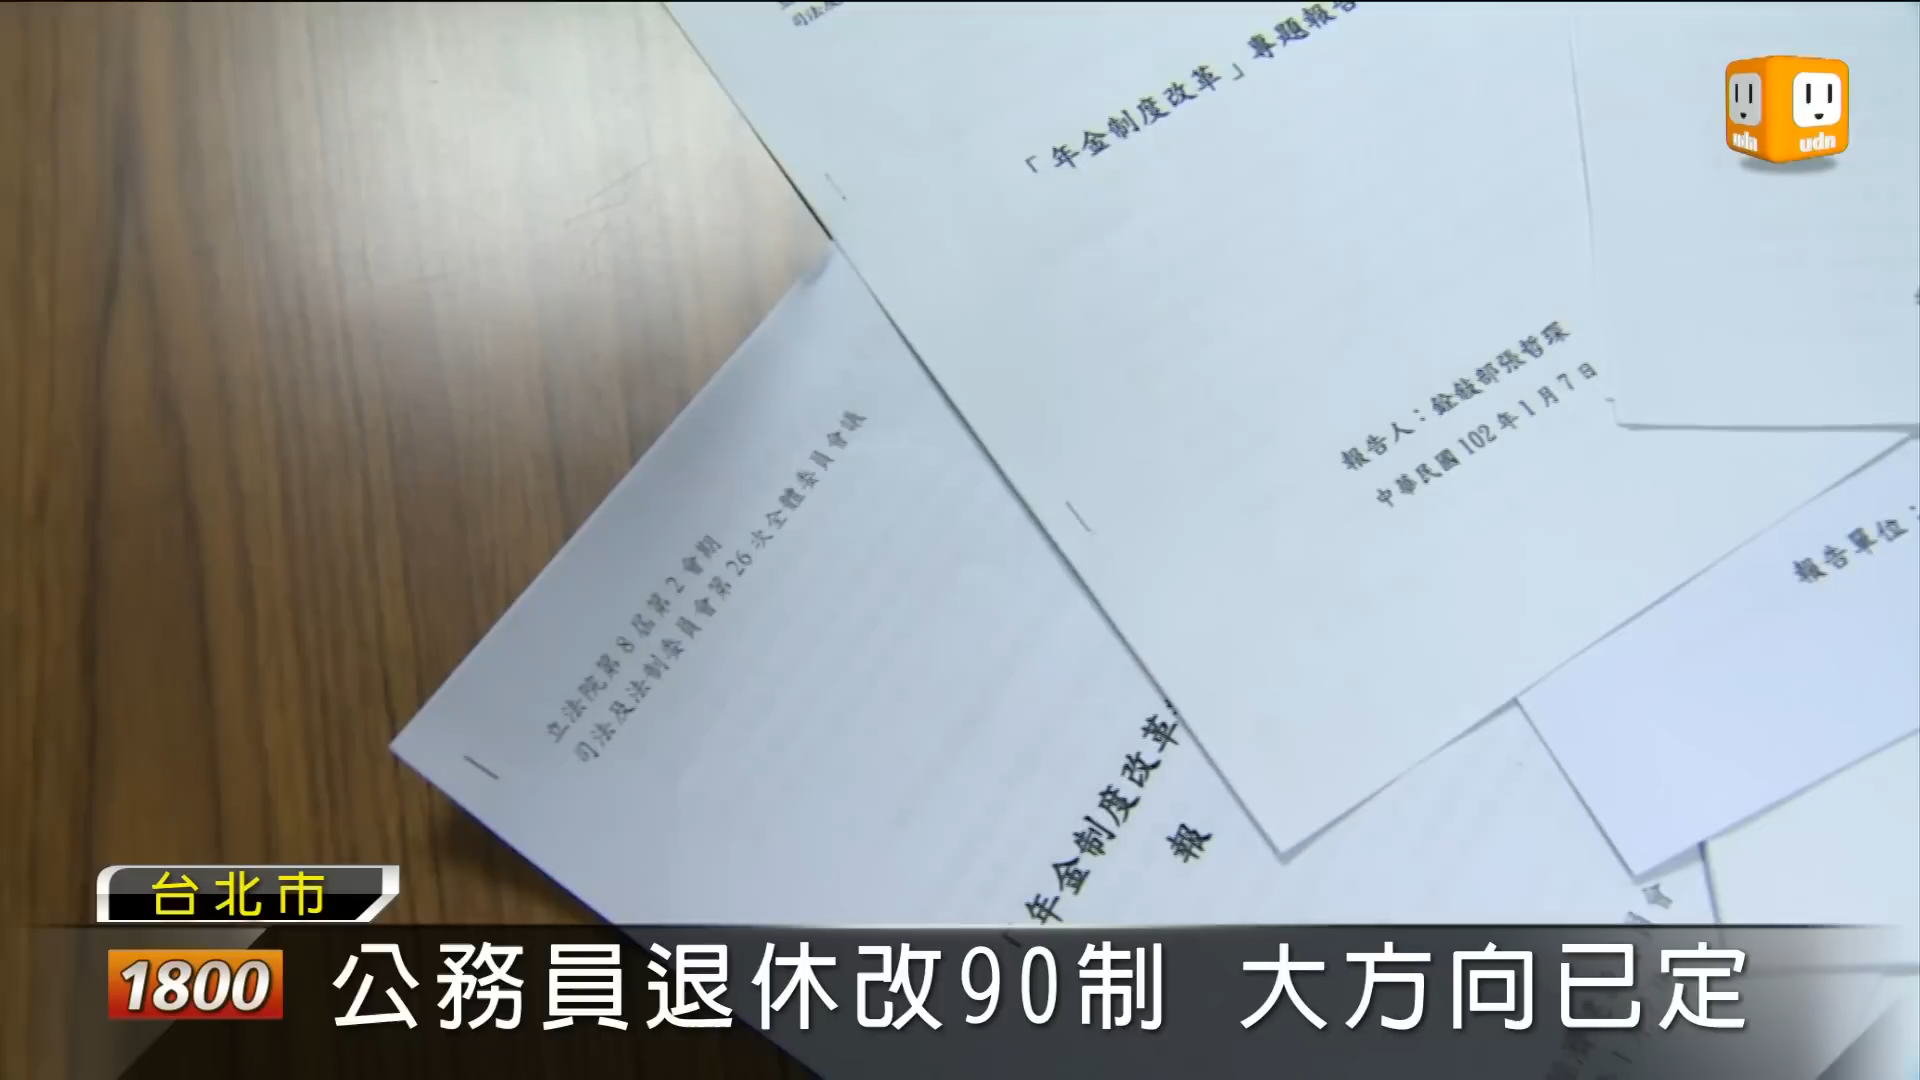 「年金制度改革」專題報告
udn
udn
報告人：銓敍部張哲琛
中華民國102年1月7日
立法院第8屆第2會期
司法及法制委員會第26次全體委員會議
報告單位：
年金制度改革
報
台北市
1800 公務員退休改90制 大方向已定